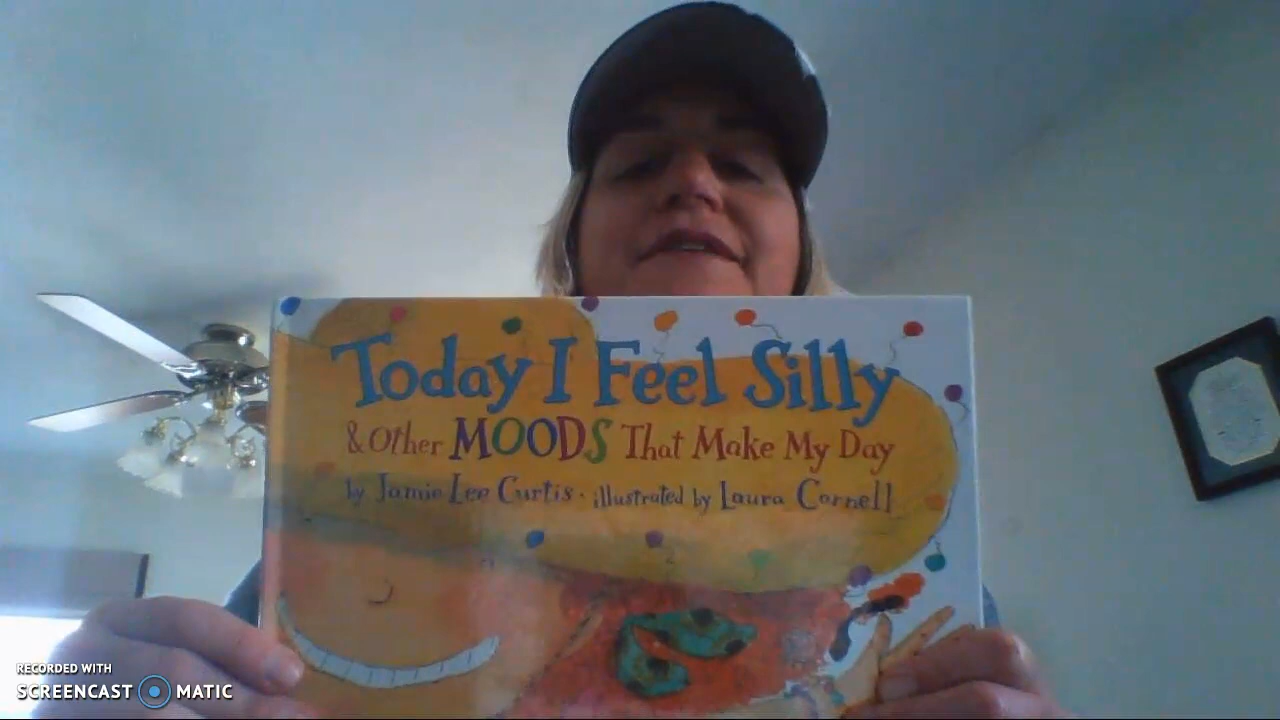 Today I Feel Silly
& Other MOODS That Make My Day
by Jamie Lee Curtis · illustrated by Laura Cornell
RECORDED WITH
SCREENCAST MATIC